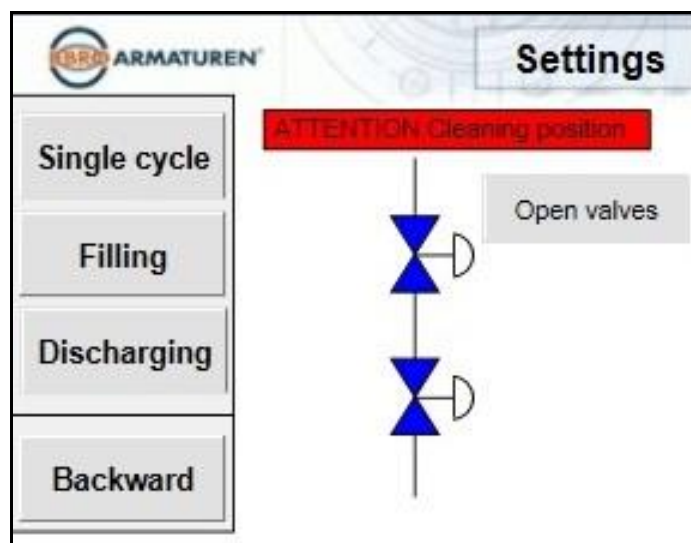 EBRO ARMATUREN®
Settings
Single cycle
Filling
Discharging
Backward
ATTENTION Cleaning position
Open valves